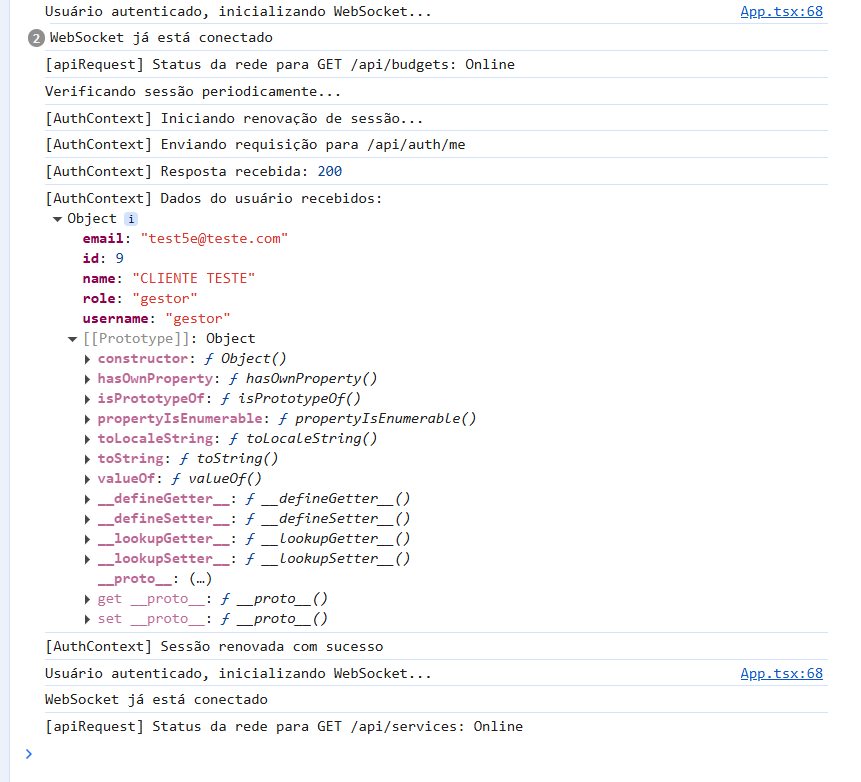 Usuário autenticado, inicializando WebSocket... App.tsx:68
2 WebSocket já está conectado
[apiRequest] Status da rede para GET /api/budgets: Online
Verificando sessão periodicamente...
[AuthContext] Iniciando renovação de sessão...
[AuthContext] Enviando requisição para /api/auth/me
[AuthContext] Resposta recebida: 200
[AuthContext] Dados do usuário recebidos:
Object i
email: "test5e@teste.com"
id: 9
name: "CLIENTE TESTE"
role: "gestor"
username: "gestor"
[[Prototype]]: Object
constructor: ƒ Object()
hasOwnProperty: ƒ hasOwnProperty()
isPrototypeOf: ƒ isPrototypeOf()
propertyIsEnumerable: ƒ propertyIsEnumerable()
toLocaleString: ƒ toLocaleString()
toString: ƒ toString()
valueOf: ƒ valueOf()
__defineGetter__: ƒ __defineGetter__()
__defineSetter__: ƒ __defineSetter__()
__lookupGetter__: ƒ __lookupGetter__()
__lookupSetter__: ƒ __lookupSetter__()
__proto__: (…)
get __proto__: ƒ __proto__()
set __proto__: ƒ __proto__()
[AuthContext] Sessão renovada com sucesso
Usuário autenticado, inicializando WebSocket... App.tsx:68
WebSocket já está conectado
[apiRequest] Status da rede para GET /api/services: Online